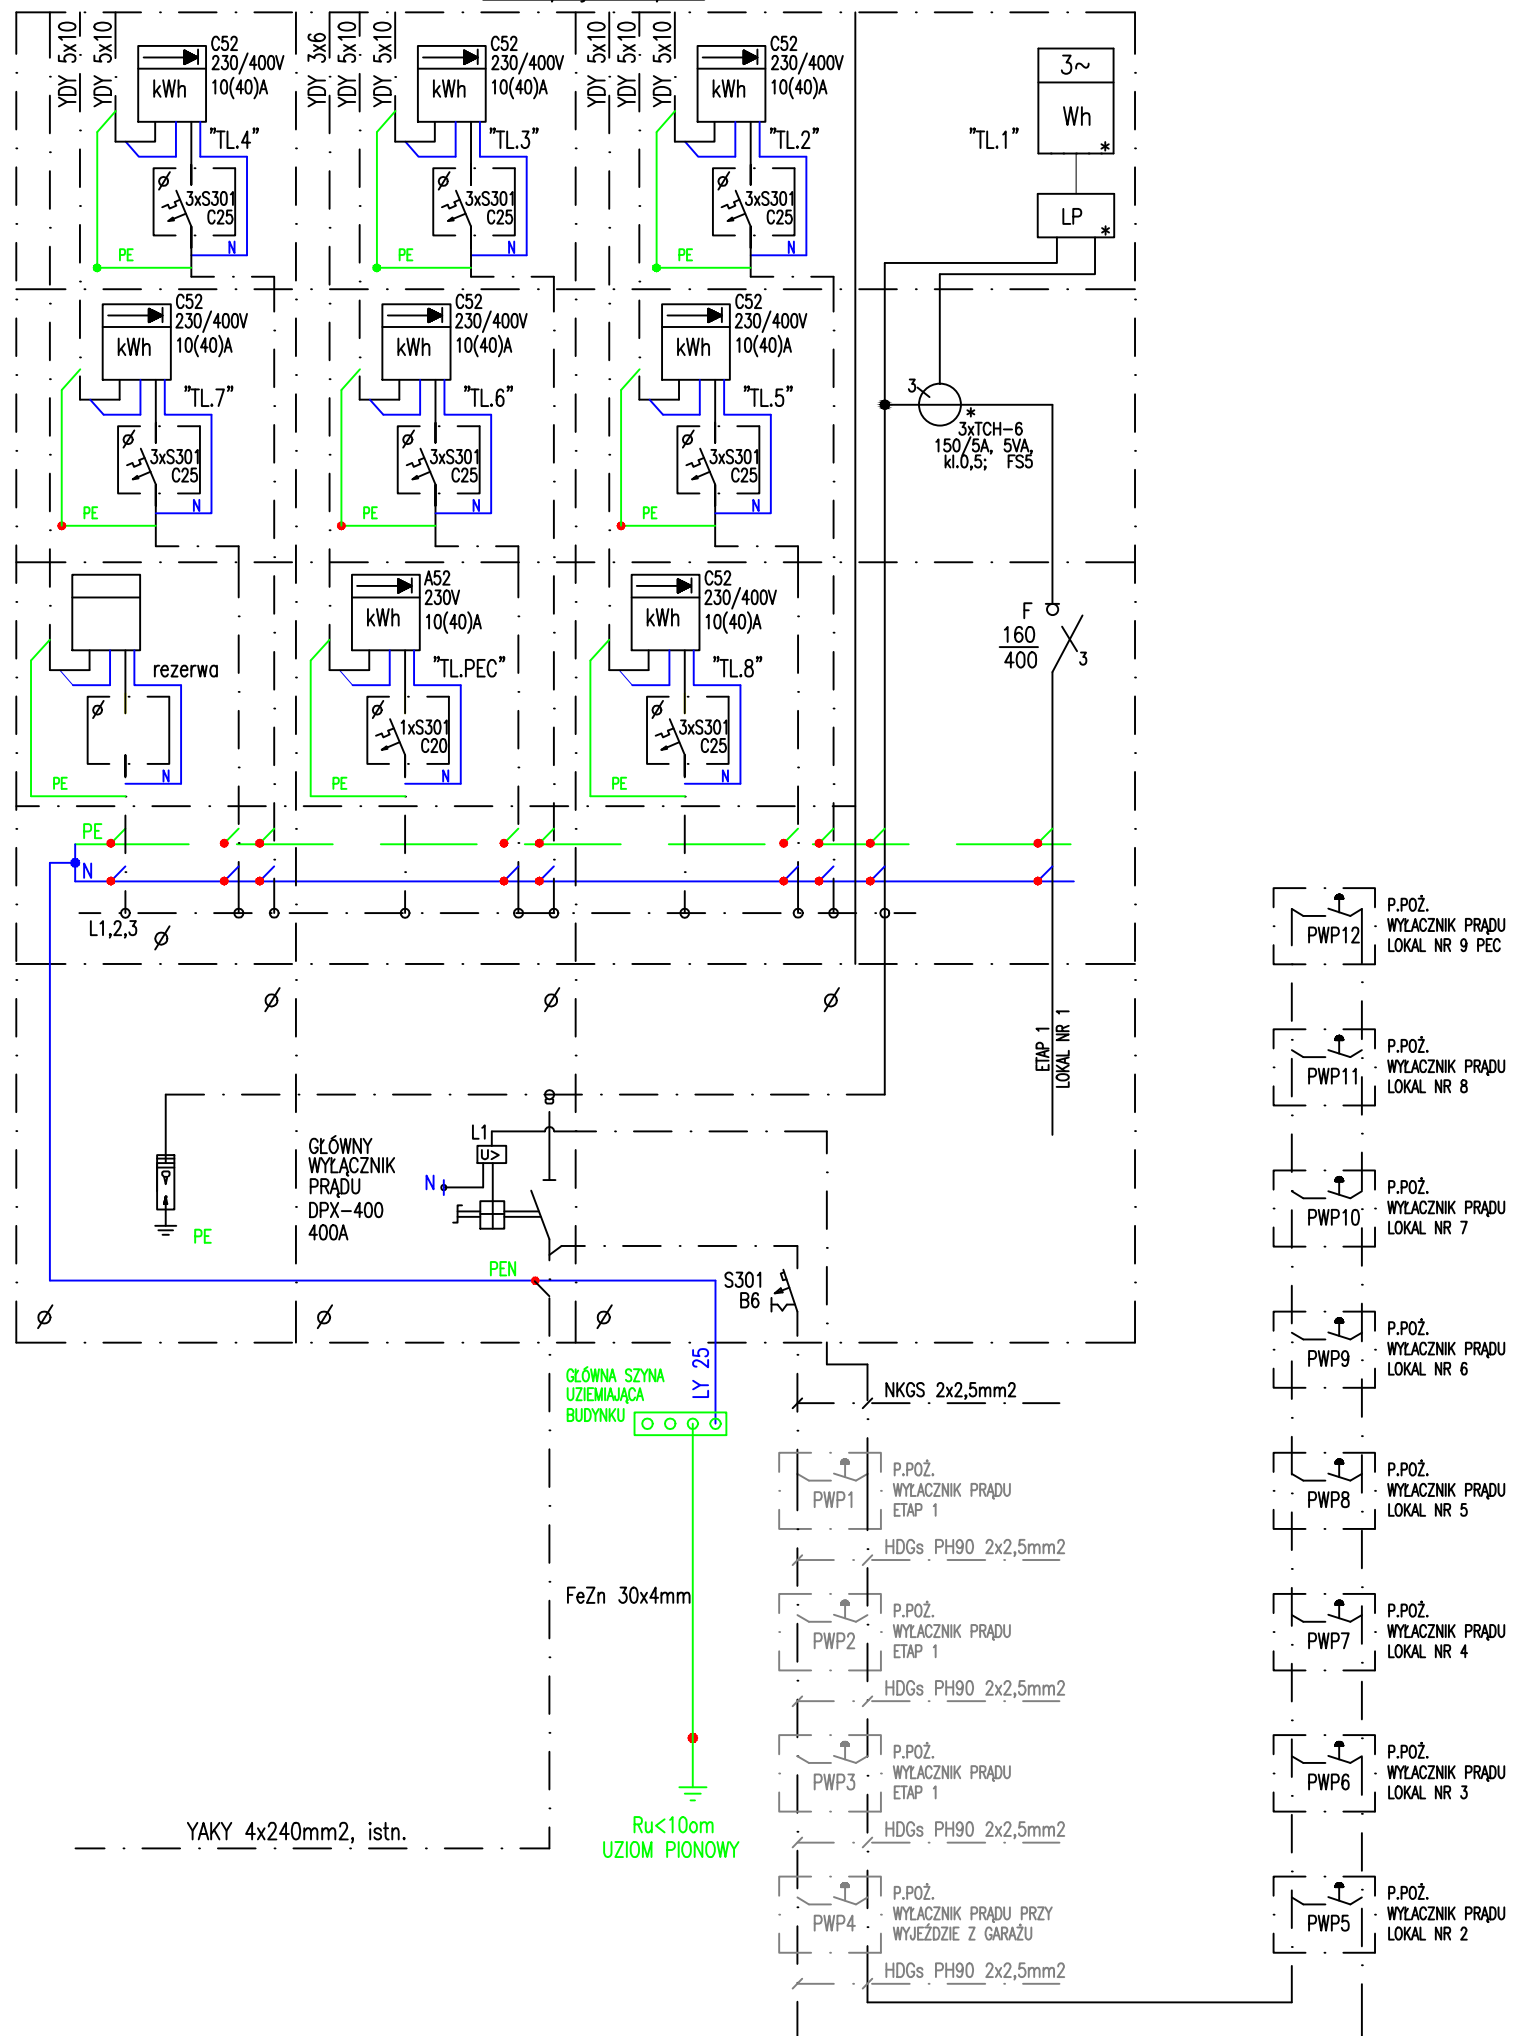 YDY 5x10
YDY 5x10
C52
230/400V
10(40)A
kWh
"TL.4"
3xS301
C25
PE
N
YDY 3x6
YDY 5x10
YDY 5x10
C52
230/400V
10(40)A
kWh
"TL.3"
3xS301
C25
PE
N
YDY 5x10
YDY 5x10
YDY 5x10
C52
230/400V
10(40)A
kWh
"TL.2"
3xS301
C25
PE
N
3~
Wh
*
"TL.1"
LP
*
C52
230/400V
10(40)A
kWh
"TL.7"
3xS301
C25
PE
N
C52
230/400V
10(40)A
kWh
"TL.6"
3xS301
C25
PE
N
C52
230/400V
10(40)A
kWh
"TL.5"
3xS301
C25
PE
N
3
*
3xTCH-6
150/5A, 5VA,
kl.0,5; FS5
rezerwa
PE
N
A52
230V
10(40)A
kWh
"TL.PEC"
1xS301
C20
PE
N
C52
230/400V
10(40)A
kWh
"TL.8"
3xS301
C25
PE
N
F
160
400
3
PE
N
L1,2,3
ETAP 1
LOKAL NR 1
GŁÓWNY
WYŁĄCZNIK
PRĄDU
DPX-400
400A
L1
U>
N
PE
PEN
S301
B6
GŁÓWNA SZYNA
UZIEMIAJĄCA
BUDYNKU
LY 25
NKGS 2x2,5mm2
FeZn 30x4mm
Ru<10om
UZIOM PIONOWY
YAKY 4x240mm2, istn.
PWP1
P.POŻ.
WYŁACZNIK PRĄDU
ETAP 1
HDGs PH90 2x2,5mm2
PWP2
P.POŻ.
WYŁACZNIK PRĄDU
ETAP 1
HDGs PH90 2x2,5mm2
PWP3
P.POŻ.
WYŁACZNIK PRĄDU
ETAP 1
HDGs PH90 2x2,5mm2
PWP4
P.POŻ.
WYŁACZNIK PRĄDU PRZY
WYJEŹDZIE Z GARAŻU
HDGs PH90 2x2,5mm2
PWP12
P.POŻ.
WYŁACZNIK PRĄDU
LOKAL NR 9 PEC
PWP11
P.POŻ.
WYŁACZNIK PRĄDU
LOKAL NR 8
PWP10
P.POŻ.
WYŁACZNIK PRĄDU
LOKAL NR 7
PWP9
P.POŻ.
WYŁACZNIK PRĄDU
LOKAL NR 6
PWP8
P.POŻ.
WYŁACZNIK PRĄDU
LOKAL NR 5
PWP7
P.POŻ.
WYŁACZNIK PRĄDU
LOKAL NR 4
PWP6
P.POŻ.
WYŁACZNIK PRĄDU
LOKAL NR 3
PWP5
P.POŻ.
WYŁACZNIK PRĄDU
LOKAL NR 2